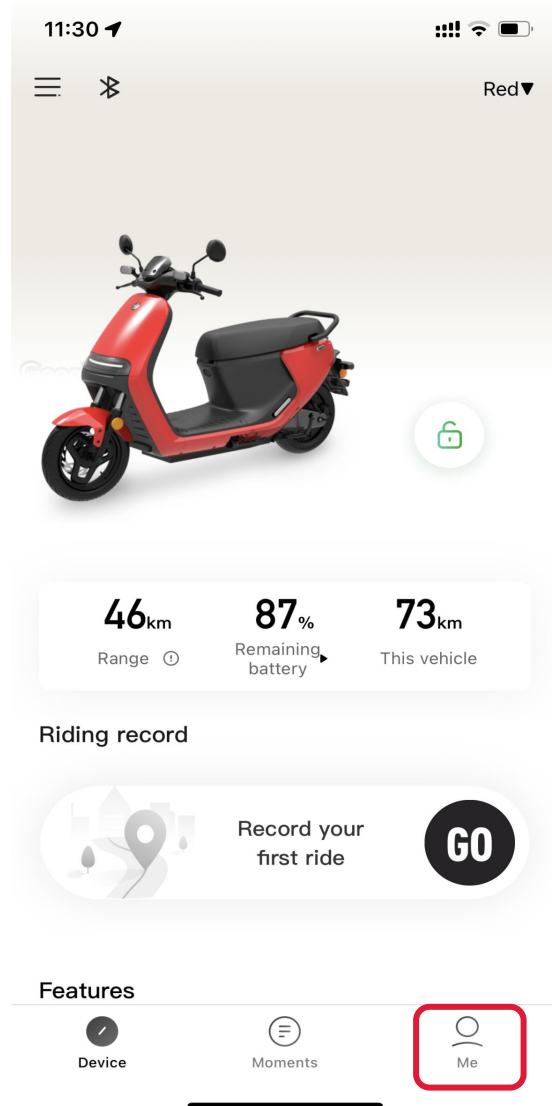 11:30
Red▼
46km
87%
73km
Range
Remaining
battery
This vehicle
Riding record
Record your
first ride
GO
Features
Device
Moments
Me